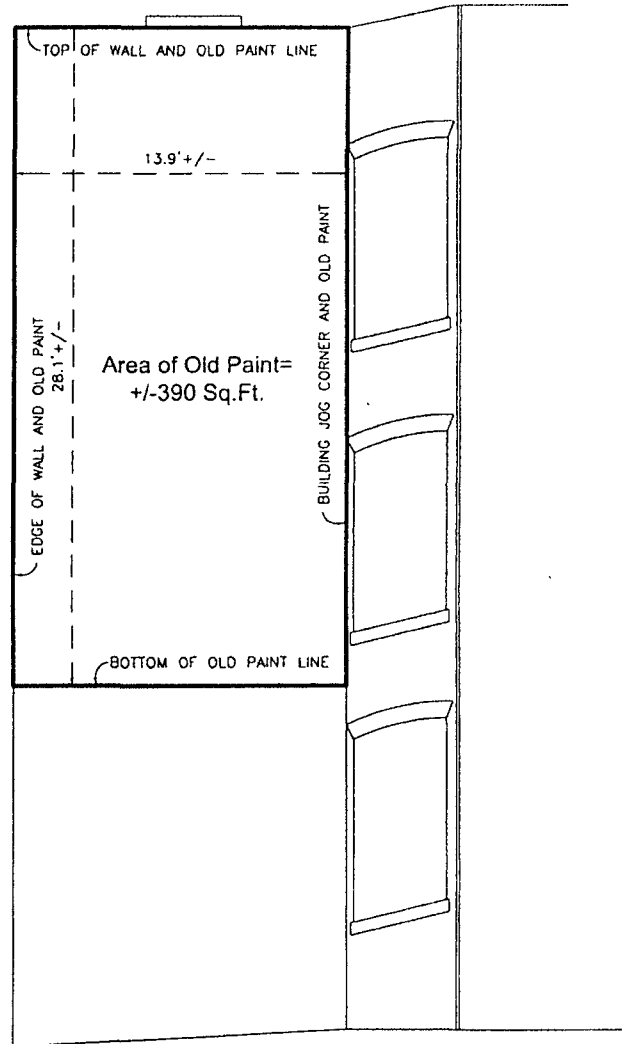 TOP OF WALL AND OLD PAINT LINE
13.9'+/-
EDGE OF WALL AND OLD PAINT
28.1'+/-
Area of Old Paint=
+/-390 Sq.Ft.
BUILDING JOG CORNER AND OLD PAINT
BOTTOM OF OLD PAINT LINE